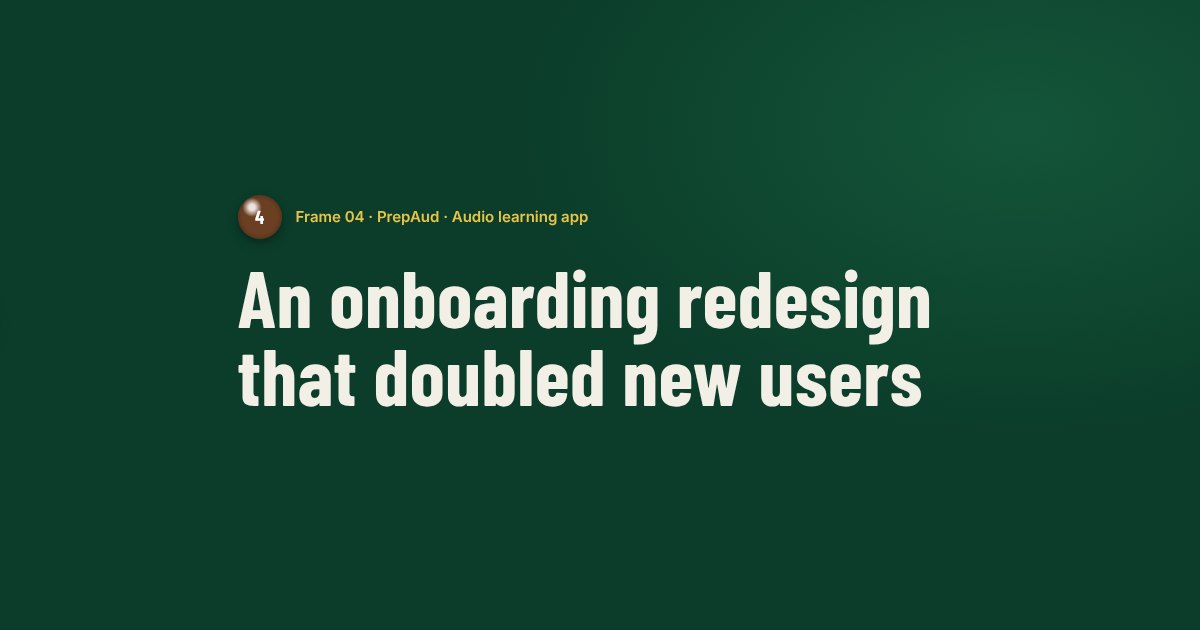 4
Frame 04 · PrepAud · Audio learning app
An onboarding redesign
that doubled new users